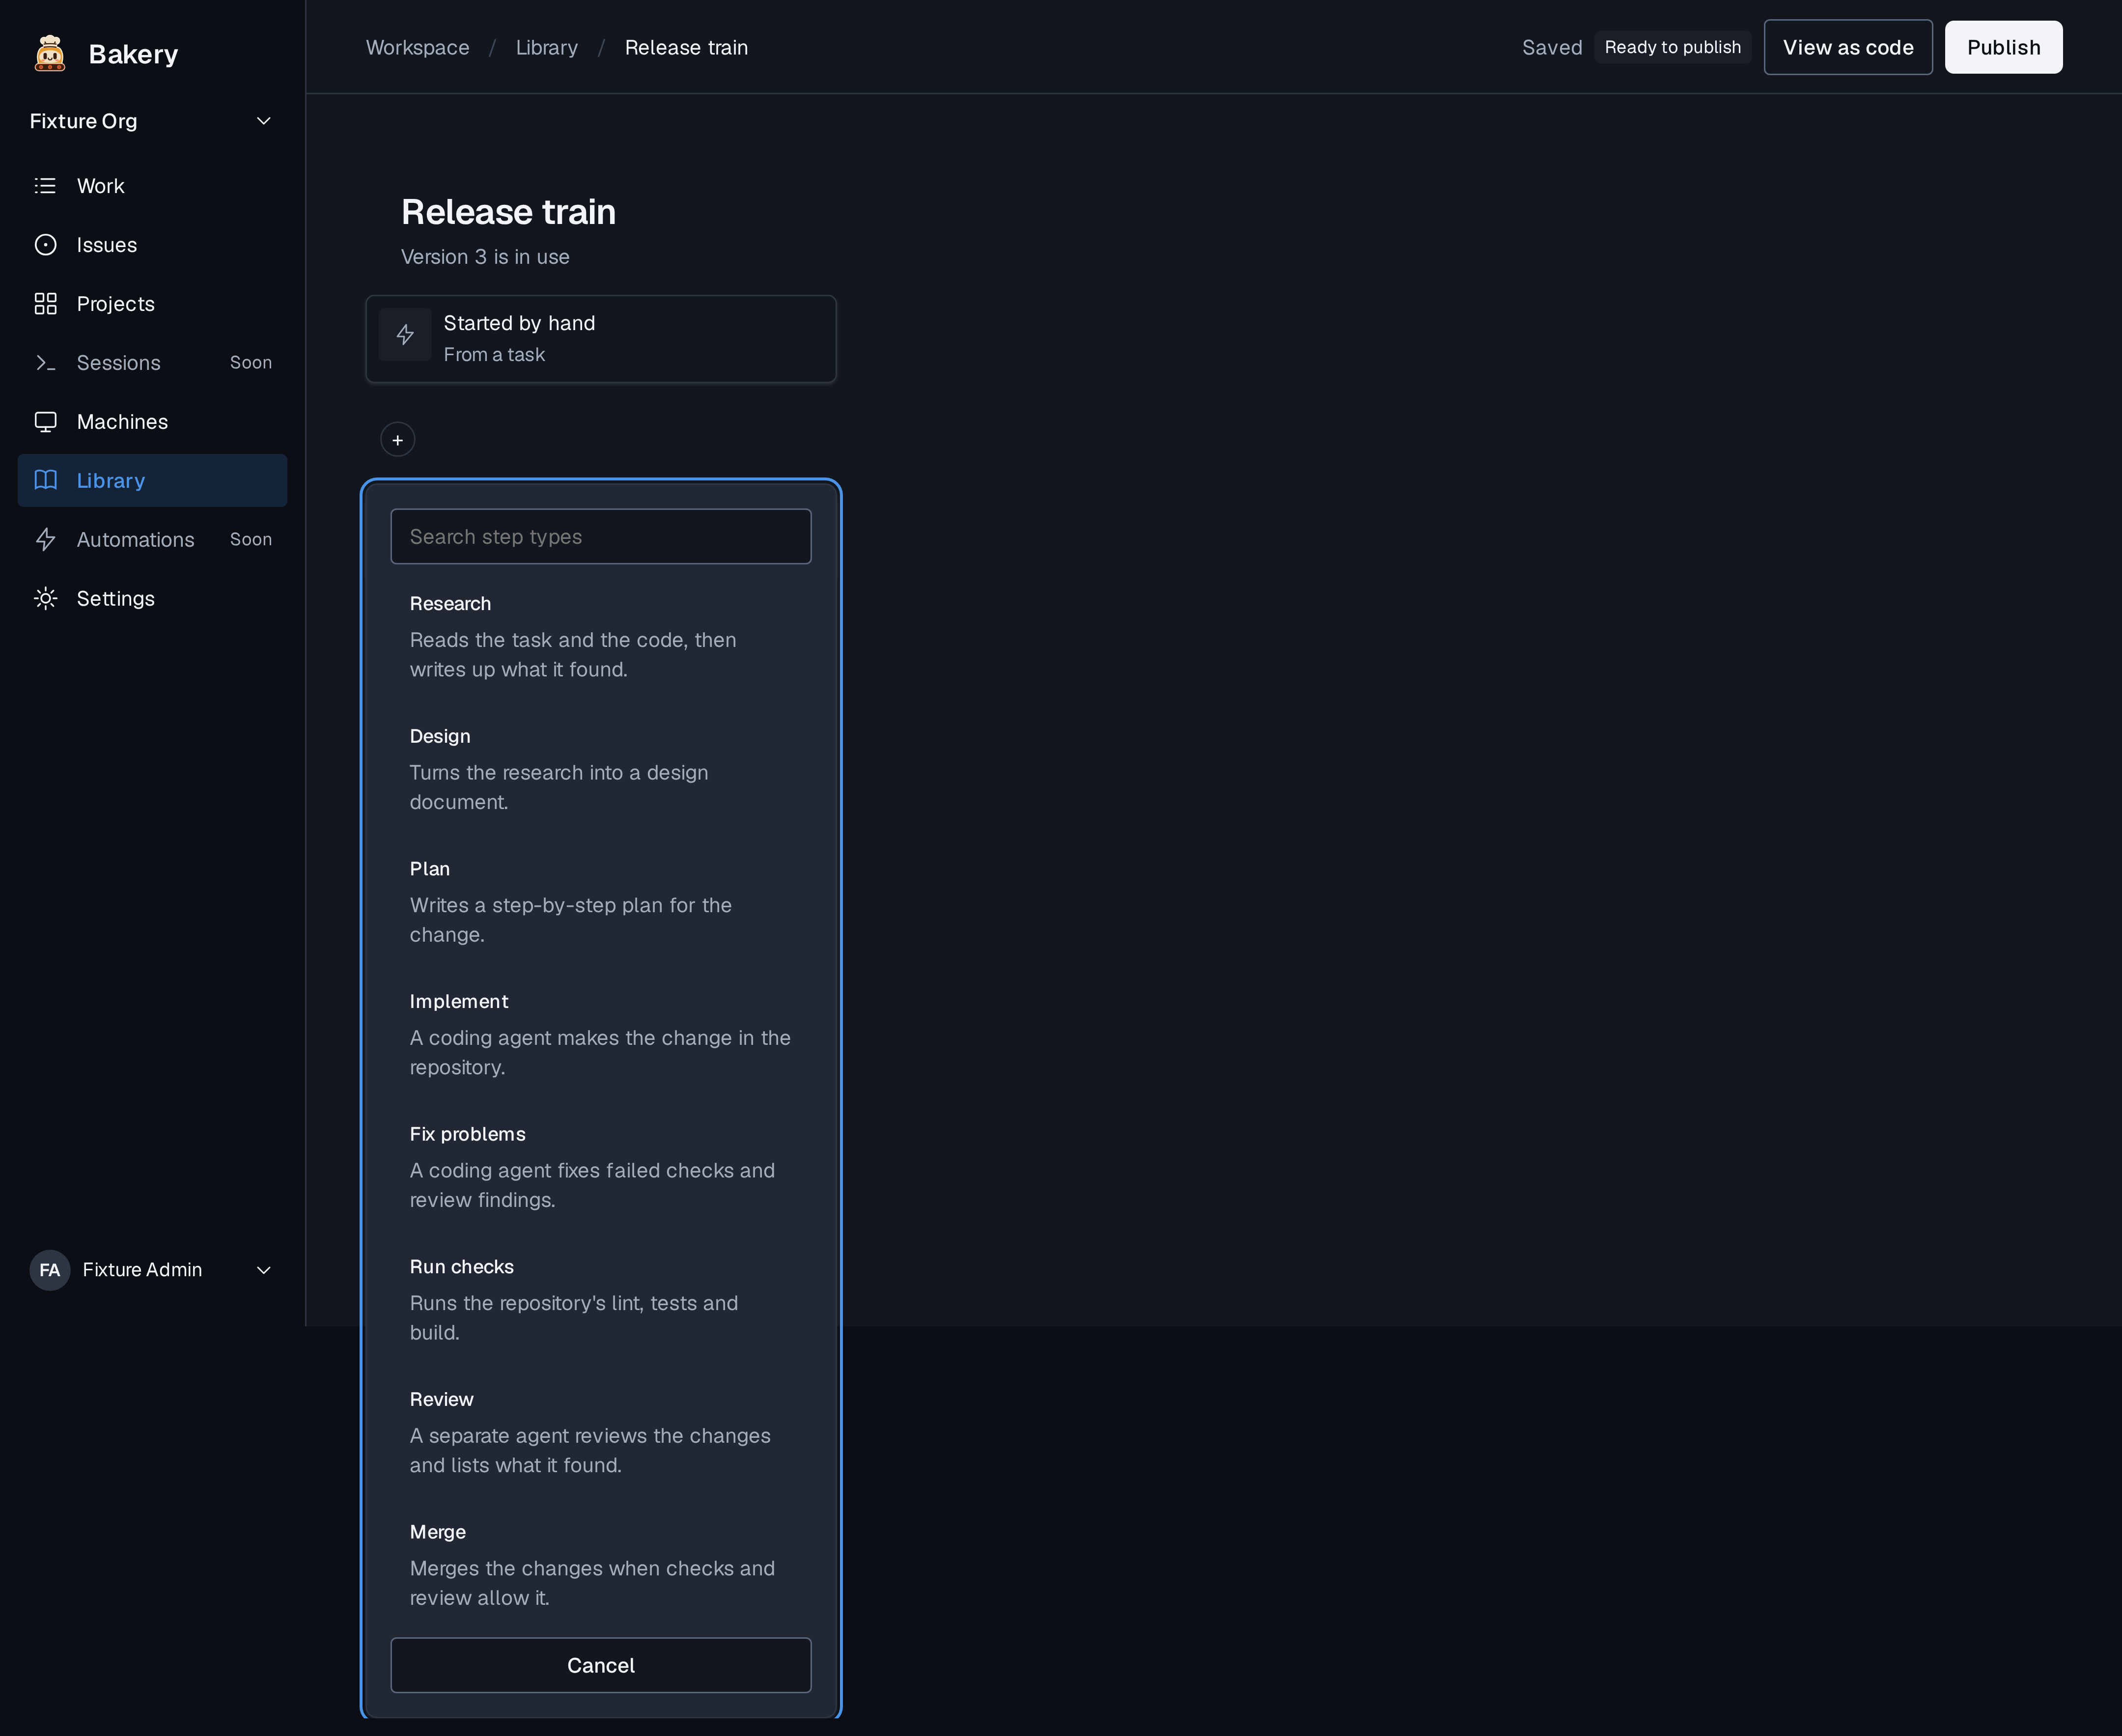 Bakery
Fixture Org
Work
Issues
Projects
Sessions Soon
Machines
Library
Automations Soon
Settings
FA Fixture Admin
Workspace / Library / Release train
Saved Ready to publish View as code Publish
Release train
Version 3 is in use
Started by hand
From a task
+
Search step types
Research
Reads the task and the code, then
writes up what it found.
Design
Turns the research into a design
document.
Plan
Writes a step-by-step plan for the
change.
Implement
A coding agent makes the change in the
repository.
Fix problems
A coding agent fixes failed checks and
review findings.
Run checks
Runs the repository's lint, tests and
build.
Review
A separate agent reviews the changes
and lists what it found.
Merge
Merges the changes when checks and
review allow it.
Cancel